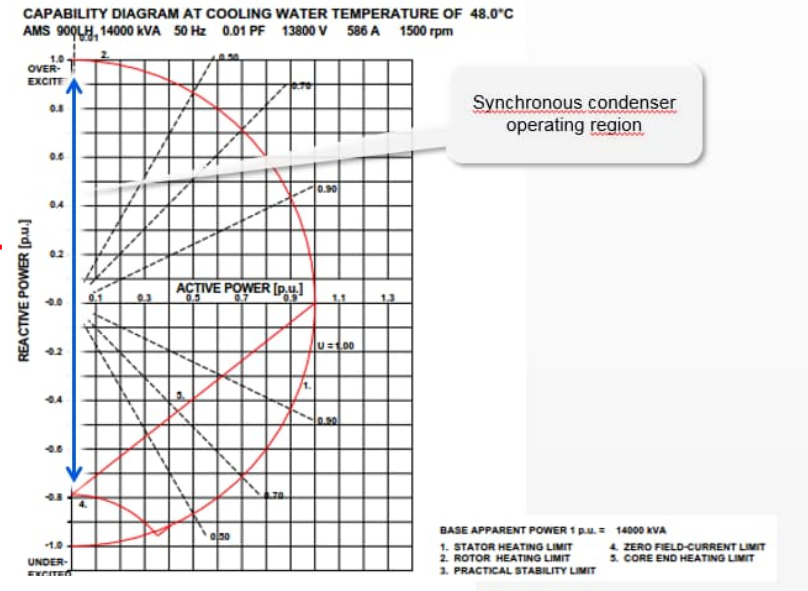 CAPABILITY DIAGRAM AT COOLING WATER TEMPERATURE OF 48.0°C
AMS 900LH, 14000 kVA 50 Hz 0.01 PF 13800 V 586 A 1500 rpm
0.01
2.
0.50
1.0
OVER-
EXCITE
0.70
0.8
Synchronous condenser
operating region
0.6
0.90
0.4
0.2
REACTIVE POWER [p.u.]
ACTIVE POWER [p.u.]
-0.0
0.1 0.3 0.5 0.7 0.9 1.1 1.3
U =1.00
-0.2
1.
5.
-0.4
0.90
-0.6
0.70
-0.8
4.
0.50
-1.0
UNDER-
EXCITED
BASE APPARENT POWER 1 p.u. = 14000 kVA
1. STATOR HEATING LIMIT 4. ZERO FIELD-CURRENT LIMIT
2. ROTOR HEATING LIMIT 5. CORE END HEATING LIMIT
3. PRACTICAL STABILITY LIMIT